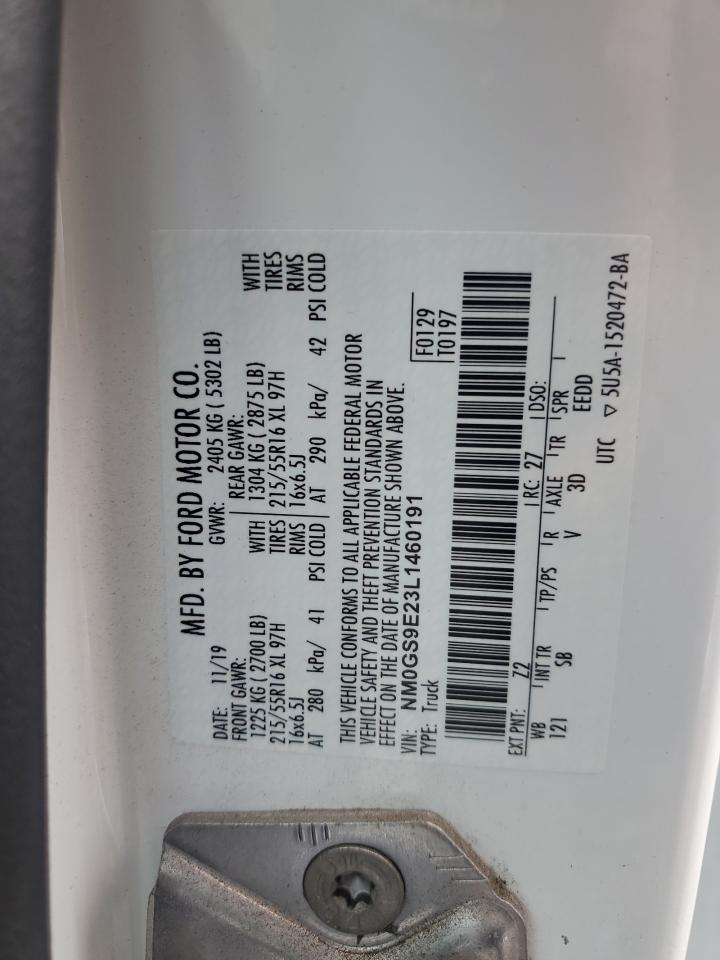 MFD. BY FORD MOTOR CO.
DATE: 11/19 GVWR: 2405 KG ( 5302 LB)
FRONT GAWR: REAR GAWR:
1225 KG ( 2700 LB) WITH 1304 KG ( 2875 LB) WITH
215/55R16 XL 97H TIRES 215/55R16 XL 97H TIRES
16x6.5J RIMS 16x6.5J RIMS
AT 280 kPa/ 41 PSI COLD AT 290 kPa/ 42 PSI COLD
THIS VEHICLE CONFORMS TO ALL APPLICABLE FEDERAL MOTOR
VEHICLE SAFETY AND THEFT PREVENTION STANDARDS IN
EFFECT ON THE DATE OF MANUFACTURE SHOWN ABOVE.
VIN: NM0GS9E23L1460191 F0129
TYPE: Truck T0197
EXT PNT: Z2 RC: 27 DSO:
WB INT TR TP/PS R AXLE TR SPR
121 SB V 3D EEDD
UTC ▽ 5U5A-1520472-BA